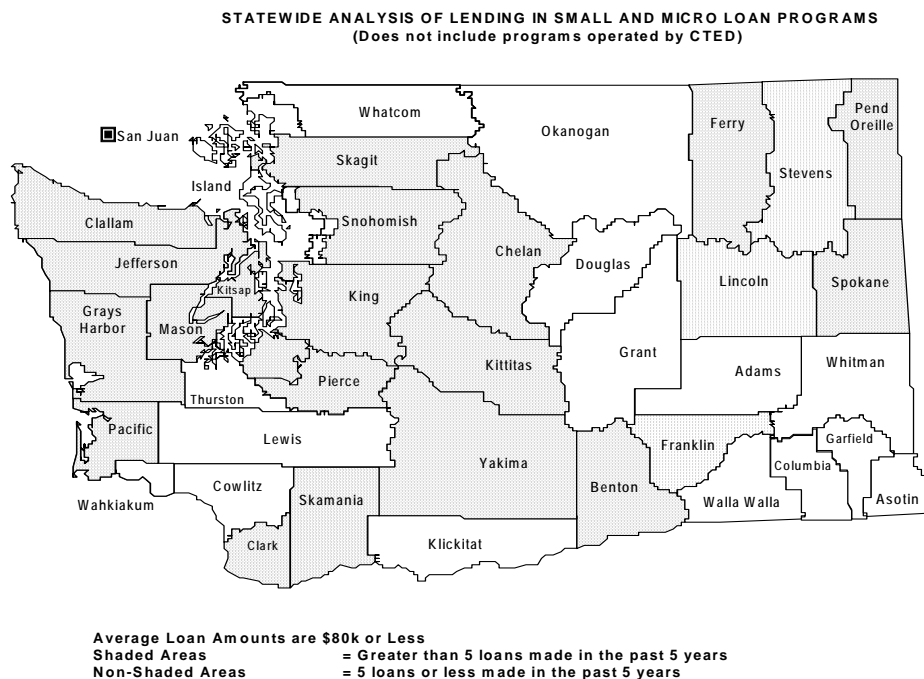 STATEWIDE ANALYSIS OF LENDING IN SMALL AND MICRO LOAN PROGRAMS
(Does not include programs operated by CTED)
Whatcom
Okanogan
Ferry
Pend
Oreille
San Juan
Skagit
Stevens
Island
Clallam
Snohomish
Chelan
Douglas
Jefferson
Lincoln
Spokane
Kitsap
King
Grays
Harbor
Mason
Kittitas
Grant
Adams
Whitman
Pierce
Thurston
Pacific
Lewis
Franklin
Garfield
Yakima
Columbia
Benton
Cowlitz
Skamania
Wahkiakum
Walla Walla
Asotin
Clark
Klickitat
Average Loan Amounts are $80k or Less
Shaded Areas = Greater than 5 loans made in the past 5 years
Non-Shaded Areas = 5 loans or less made in the past 5 years